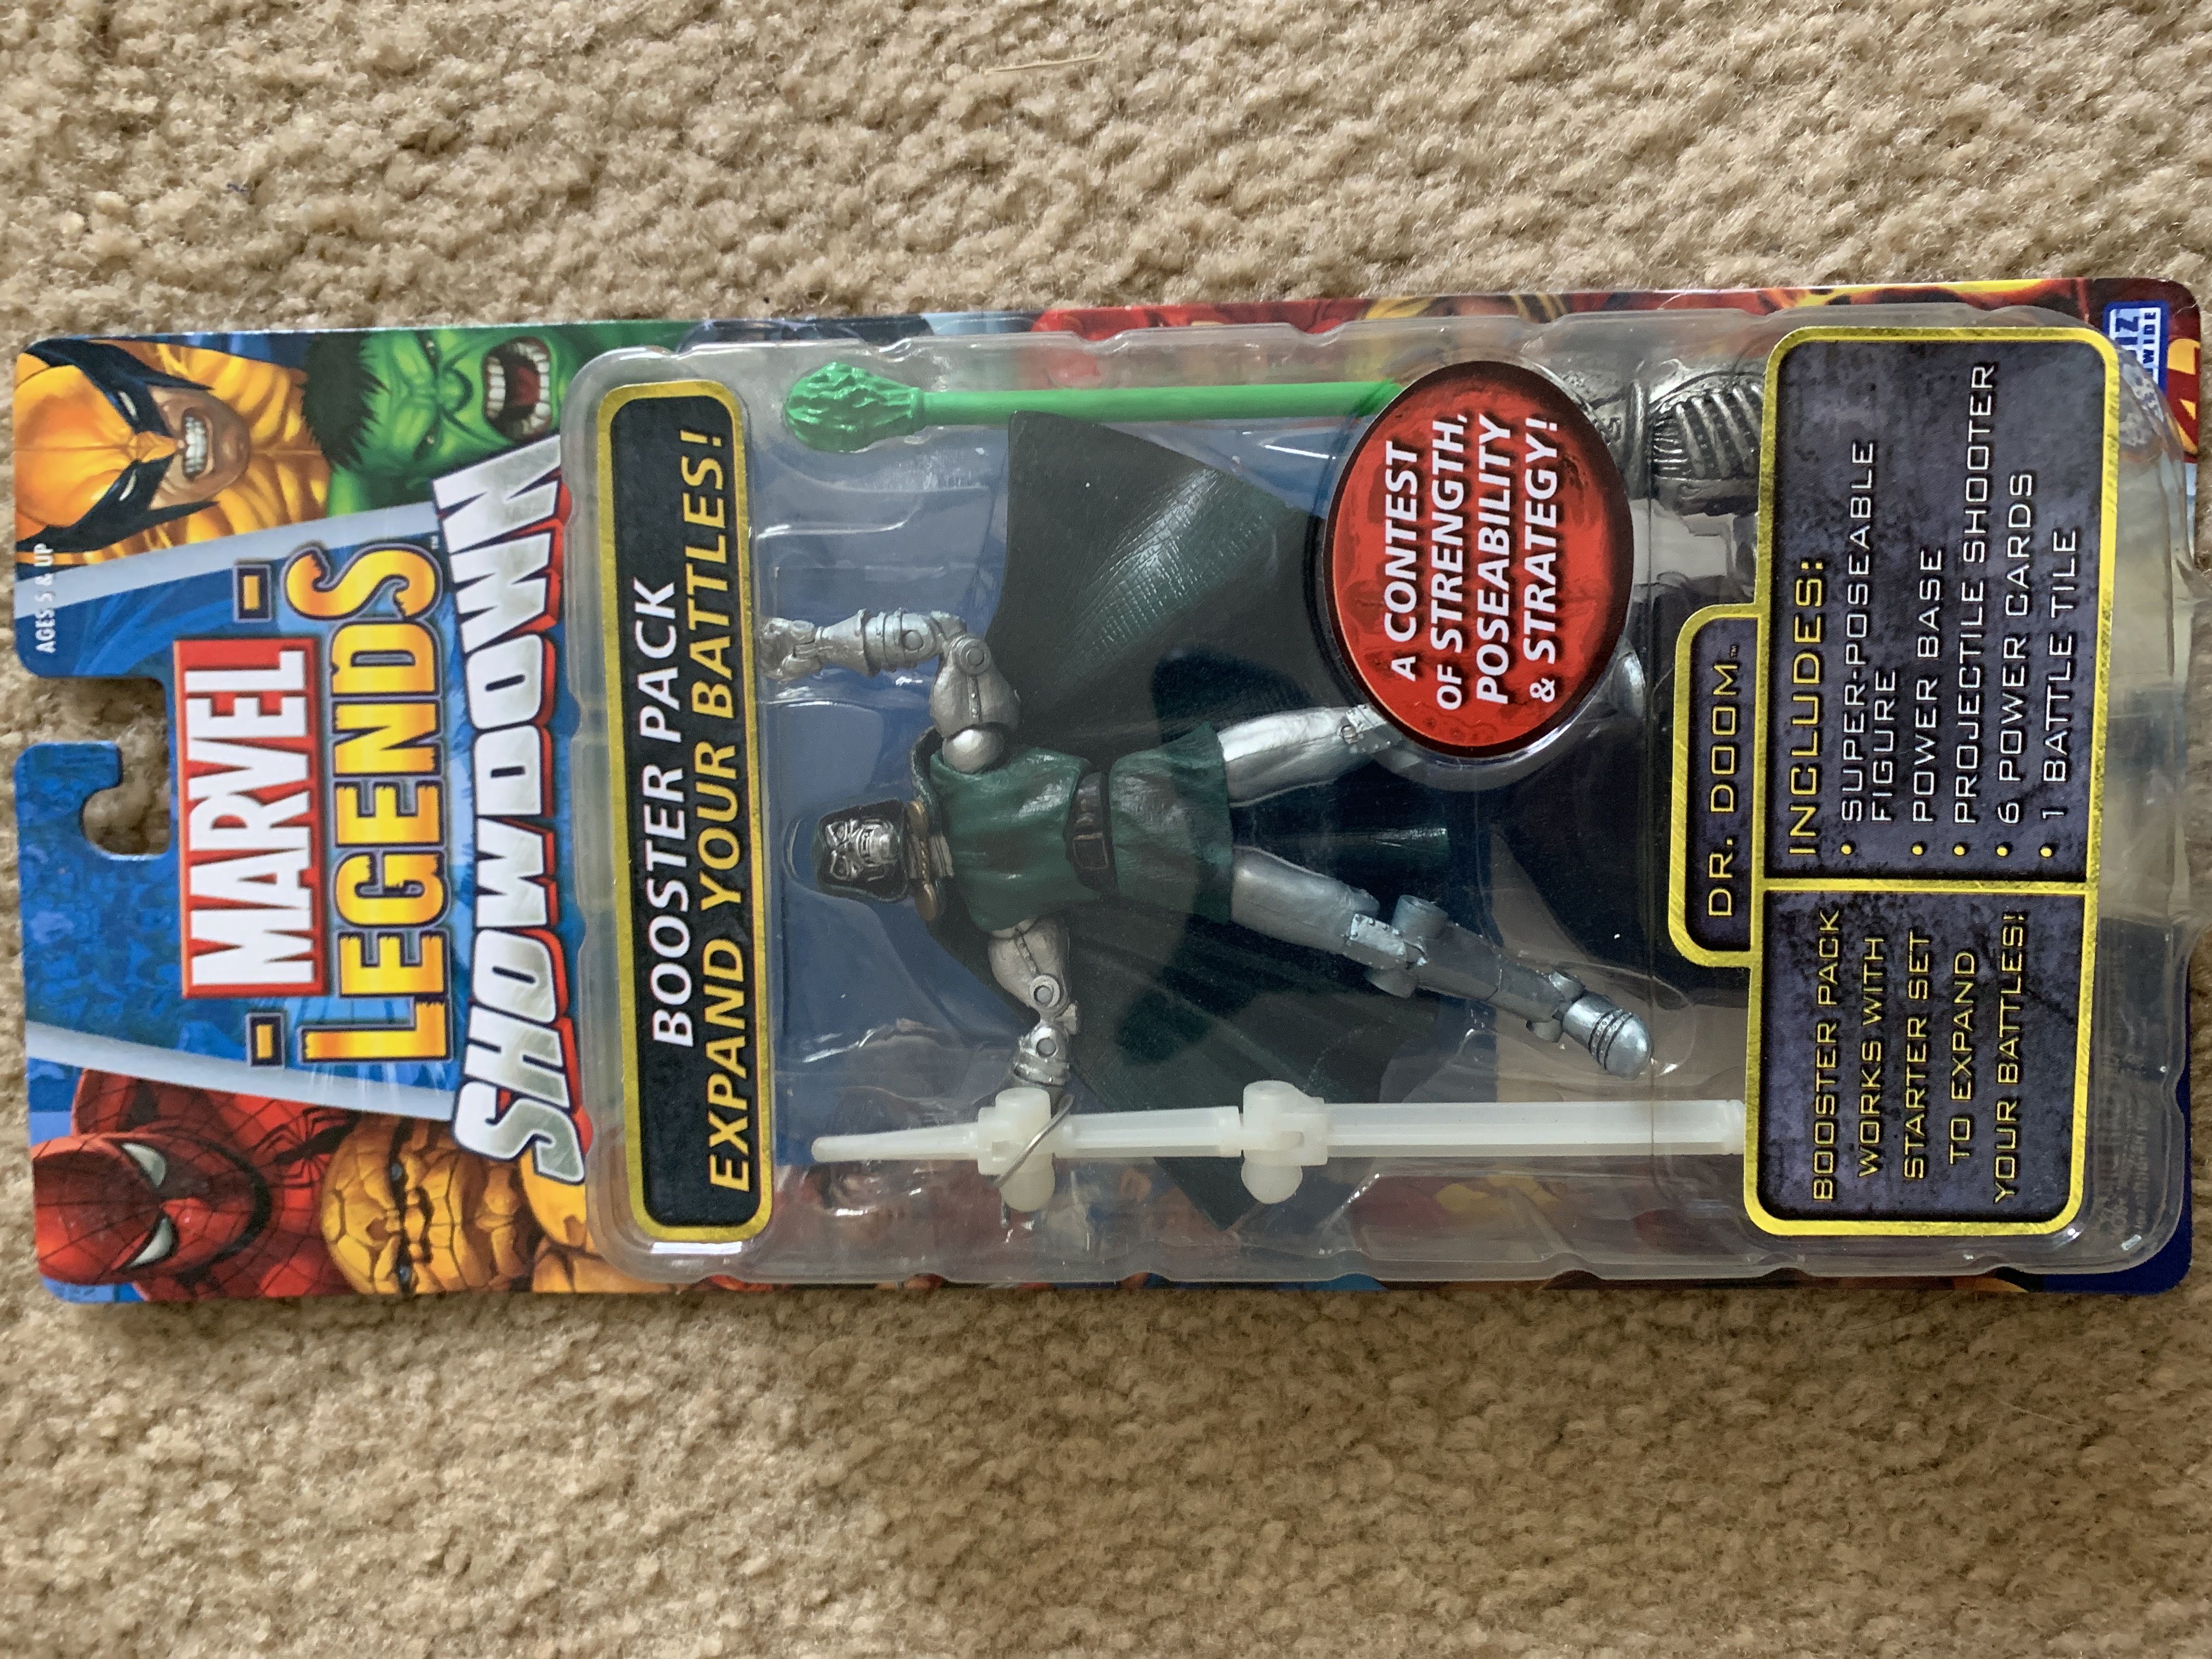 AGES 5 & UP
MARVEL
LEGENDS™
SHOWDOWN
BOOSTER PACK
EXPAND YOUR BATTLES!
A CONTEST
OF STRENGTH,
POSEABILITY
& STRATEGY!
DR. DOOM™
BOOSTER PACK
WORKS WITH
STARTER SET
TO EXPAND
YOUR BATTLES!
INCLUDES:
• SUPER-POSEABLE
FIGURE
• POWER BASE
• PROJECTILE SHOOTER
• 6 POWER CARDS
• 1 BATTLE TILE